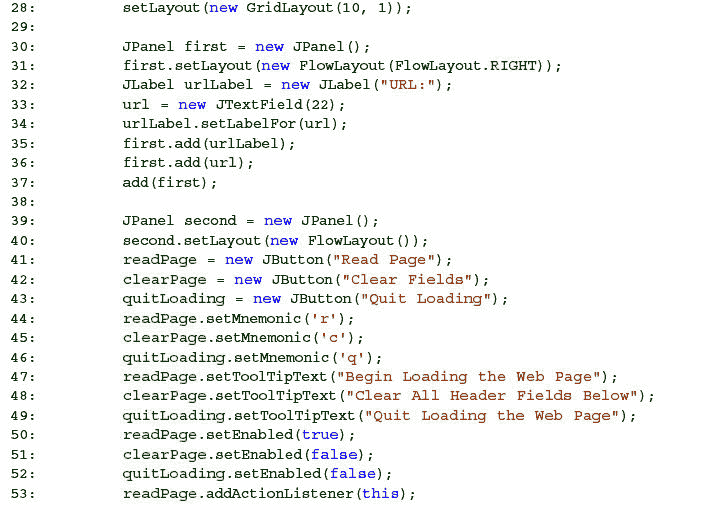 28:         setLayout(new GridLayout(10, 1));
29:
30:         JPanel first = new JPanel();
31:         first.setLayout(new FlowLayout(FlowLayout.RIGHT));
32:         JLabel urlLabel = new JLabel("URL:");
33:         url = new JTextField(22);
34:         urlLabel.setLabelFor(url);
35:         first.add(urlLabel);
36:         first.add(url);
37:         add(first);
38:
39:         JPanel second = new JPanel();
40:         second.setLayout(new FlowLayout());
41:         readPage = new JButton("Read Page");
42:         clearPage = new JButton("Clear Fields");
43:         quitLoading = new JButton("Quit Loading");
44:         readPage.setMnemonic('r');
45:         clearPage.setMnemonic('c');
46:         quitLoading.setMnemonic('q');
47:         readPage.setToolTipText("Begin Loading the Web Page");
48:         clearPage.setToolTipText("Clear All Header Fields Below");
49:         quitLoading.setToolTipText("Quit Loading the Web Page");
50:         readPage.setEnabled(true);
51:         clearPage.setEnabled(false);
52:         quitLoading.setEnabled(false);
53:         readPage.addActionListener(this);